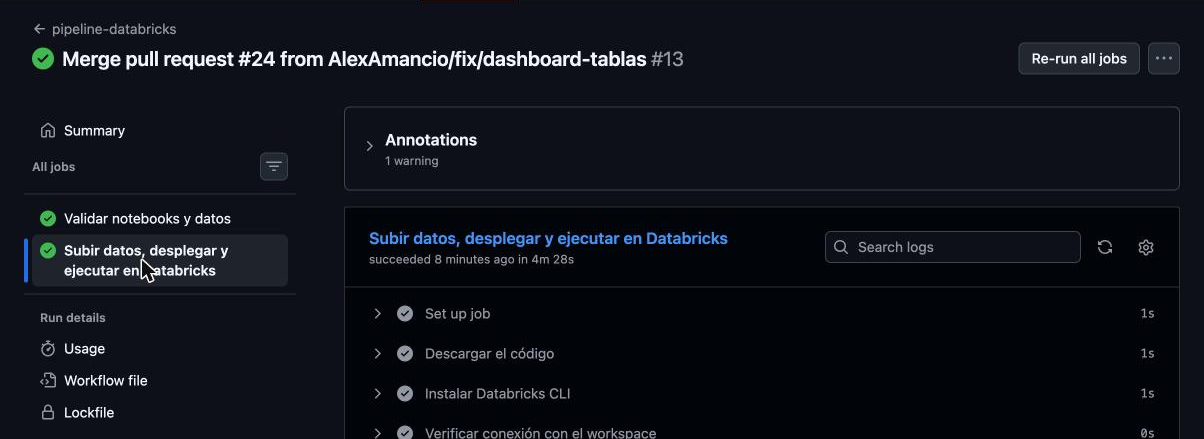 pipeline-databricks
Merge pull request #24 from AlexAmancio/fix/dashboard-tablas #13
Re-run all jobs
Summary
All jobs
Validar notebooks y datos
Subir datos, desplegar y
ejecutar en Databricks
Run details
Usage
Workflow file
Lockfile
Annotations
1 warning
Subir datos, desplegar y ejecutar en Databricks
succeeded 8 minutes ago in 4m 28s
Search logs
Set up job 1s
Descargar el código 1s
Instalar Databricks CLI 1s
Verificar conexión con el workspace 0s